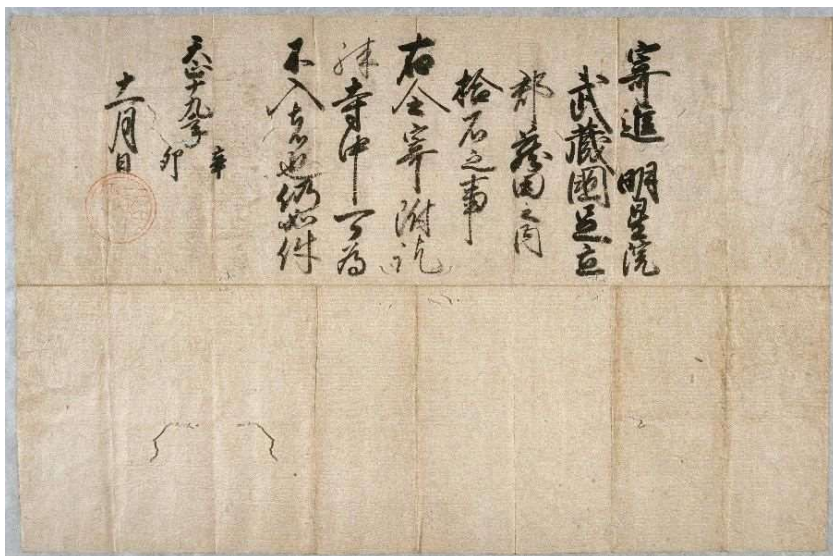 寄進 明星院
武蔵國足立
郡藤田之内
拾石之事
右令寄附訖
殊寺中可為
不入者也仍如件
天正十九年辛卯
十一月日